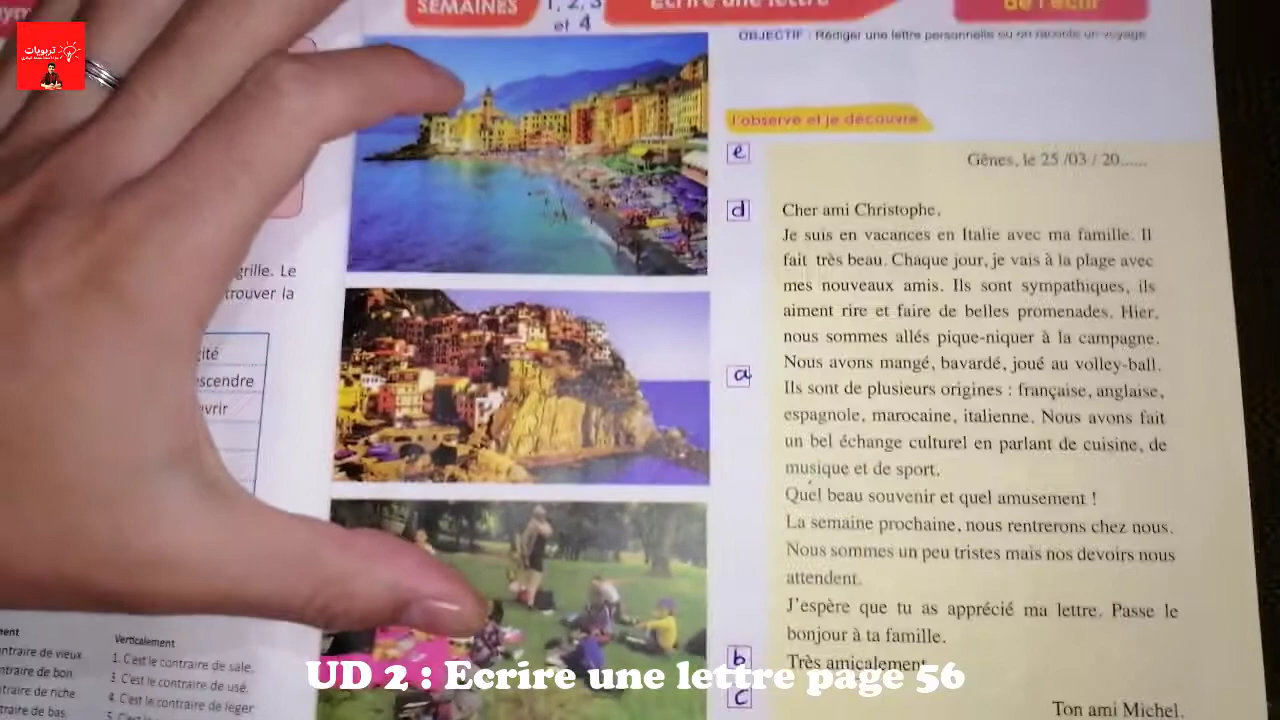 تربويات
SEMAINES
1, 2, 3
et 4
Ecrire une lettre
de l'écrit
OBJECTIF : Rédiger une lettre personnelle où on raconte un voyage
J'observe et je découvre
e
Gênes, le 25 /03 / 20......
d
Cher ami Christophe,
Je suis en vacances en Italie avec ma famille. Il
fait très beau. Chaque jour, je vais à la plage avec
mes nouveaux amis. Ils sont sympathiques, ils
aiment rire et faire de belles promenades. Hier,
nous sommes allés pique-niquer à la campagne.
a
Nous avons mangé, bavardé, joué au volley-ball.
Ils sont de plusieurs origines : française, anglaise,
espagnole, marocaine, italienne. Nous avons fait
un bel échange culturel en parlant de cuisine, de
musique et de sport.
Quel beau souvenir et quel amusement !
La semaine prochaine, nous rentrerons chez nous.
Nous sommes un peu tristes mais nos devoirs nous
attendent.
J'espère que tu as apprécié ma lettre. Passe le
bonjour à ta famille.
b
Très amicalement
c
Ton ami Michel.
grille. Le
trouver la
gité
escendre
uvrir
ment
ntraire de vieux
ntraire de bon
ntraire de riche
ntraire de bas
Verticalement
1. C'est le contraire de sale.
3. C'est le contraire de usé.
4. C'est le contraire de léger
5. C'est le contraire
UD 2 : Ecrire une lettre page 56